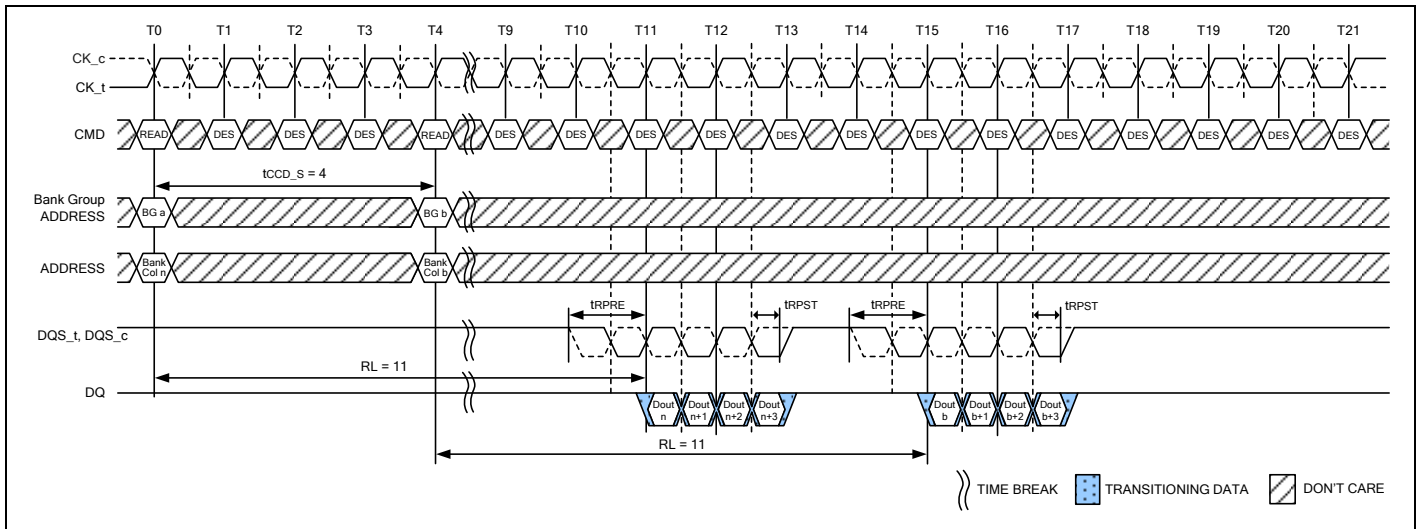 T0 T1 T2 T3 T4 T9 T10 T11 T12 T13 T14 T15 T16 T17 T18 T19 T20 T21
CK_c
CK_t
CMD READ DES DES DES READ DES DES DES DES DES DES DES DES DES DES DES DES DES
tCCD_S = 4
Bank Group
ADDRESS BG a BG b
ADDRESS Bank Col n Bank Col b
tRPRE tRPST tRPRE tRPST
DQS_t, DQS_c
RL = 11
DQ Dout n Dout n+1 Dout n+2 Dout n+3 Dout b Dout b+1 Dout b+2 Dout b+3
RL = 11
TIME BREAK TRANSITIONING DATA DON'T CARE